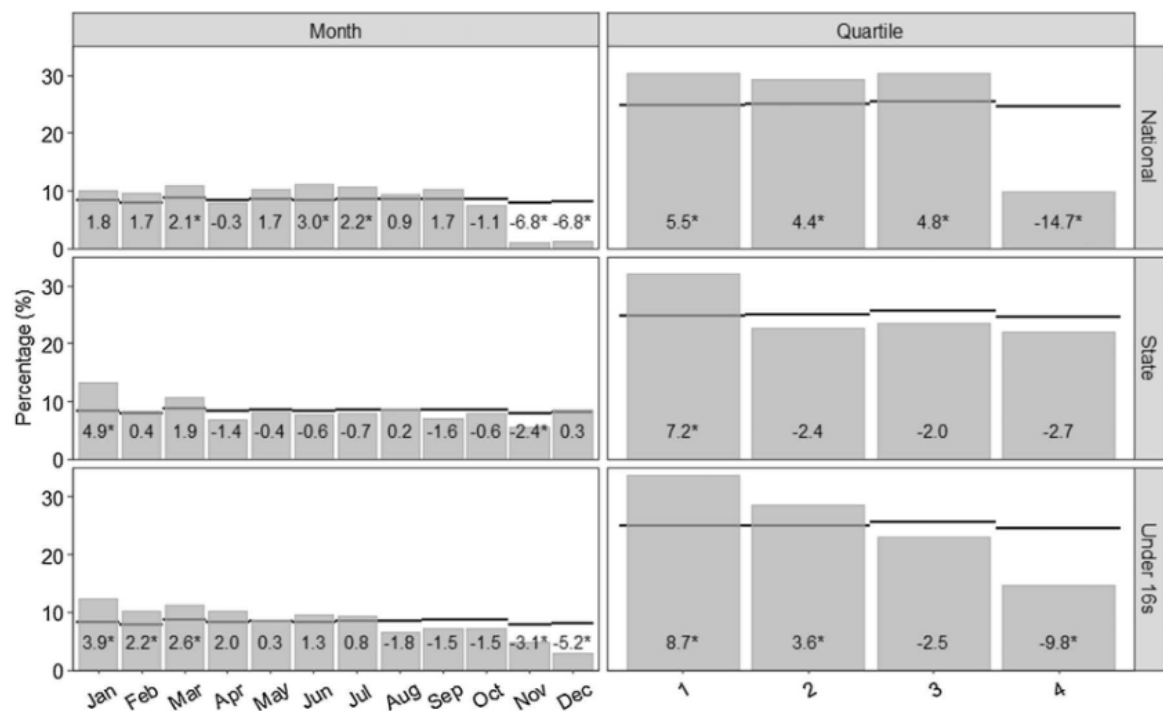 Month Quartile
30
20
10
0
1.8 1.7 2.1* -0.3 1.7 3.0* 2.2* 0.9 1.7 -1.1 -6.8* -6.8*
5.5* 4.4* 4.8* -14.7*
National
Percentage (%)
30
20
10
0
4.9* 0.4 1.9 -1.4 -0.4 -0.6 -0.7 0.2 -1.6 -0.6 -2.4* 0.3
7.2* -2.4 -2.0 -2.7
State
30
20
10
0
3.9* 2.2* 2.6* 2.0 0.3 1.3 0.8 -1.8 -1.5 -1.5 -3.1* -5.2*
8.7* 3.6* -2.5 -9.8*
Under 16s
Jan Feb Mar Apr May Jun Jul Aug Sep Oct Nov Dec
1 2 3 4